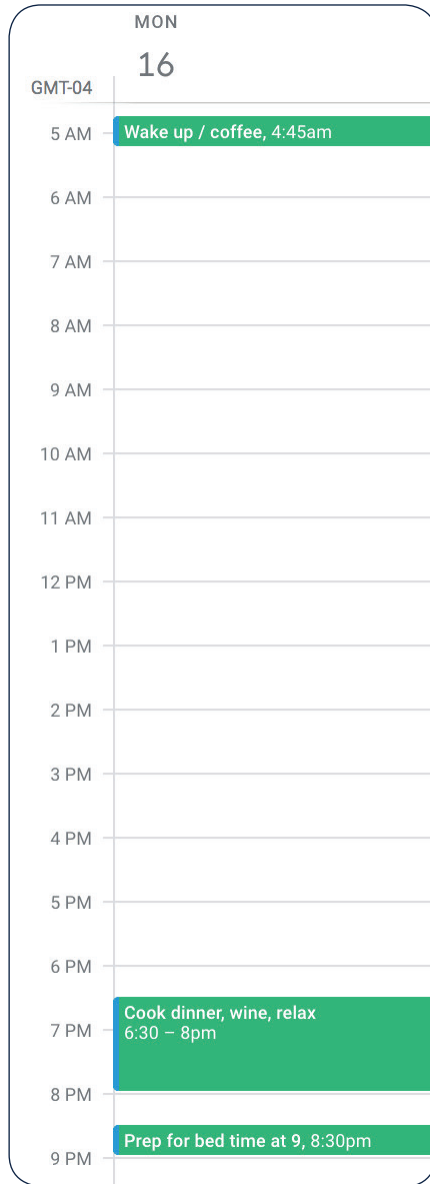 MON
16
GMT-04
5 AM
Wake up / coffee, 4:45am
6 AM
7 AM
8 AM
9 AM
10 AM
11 AM
12 PM
1 PM
2 PM
3 PM
4 PM
5 PM
6 PM
Cook dinner, wine, relax
6:30 – 8pm
7 PM
8 PM
Prep for bed time at 9, 8:30pm
9 PM